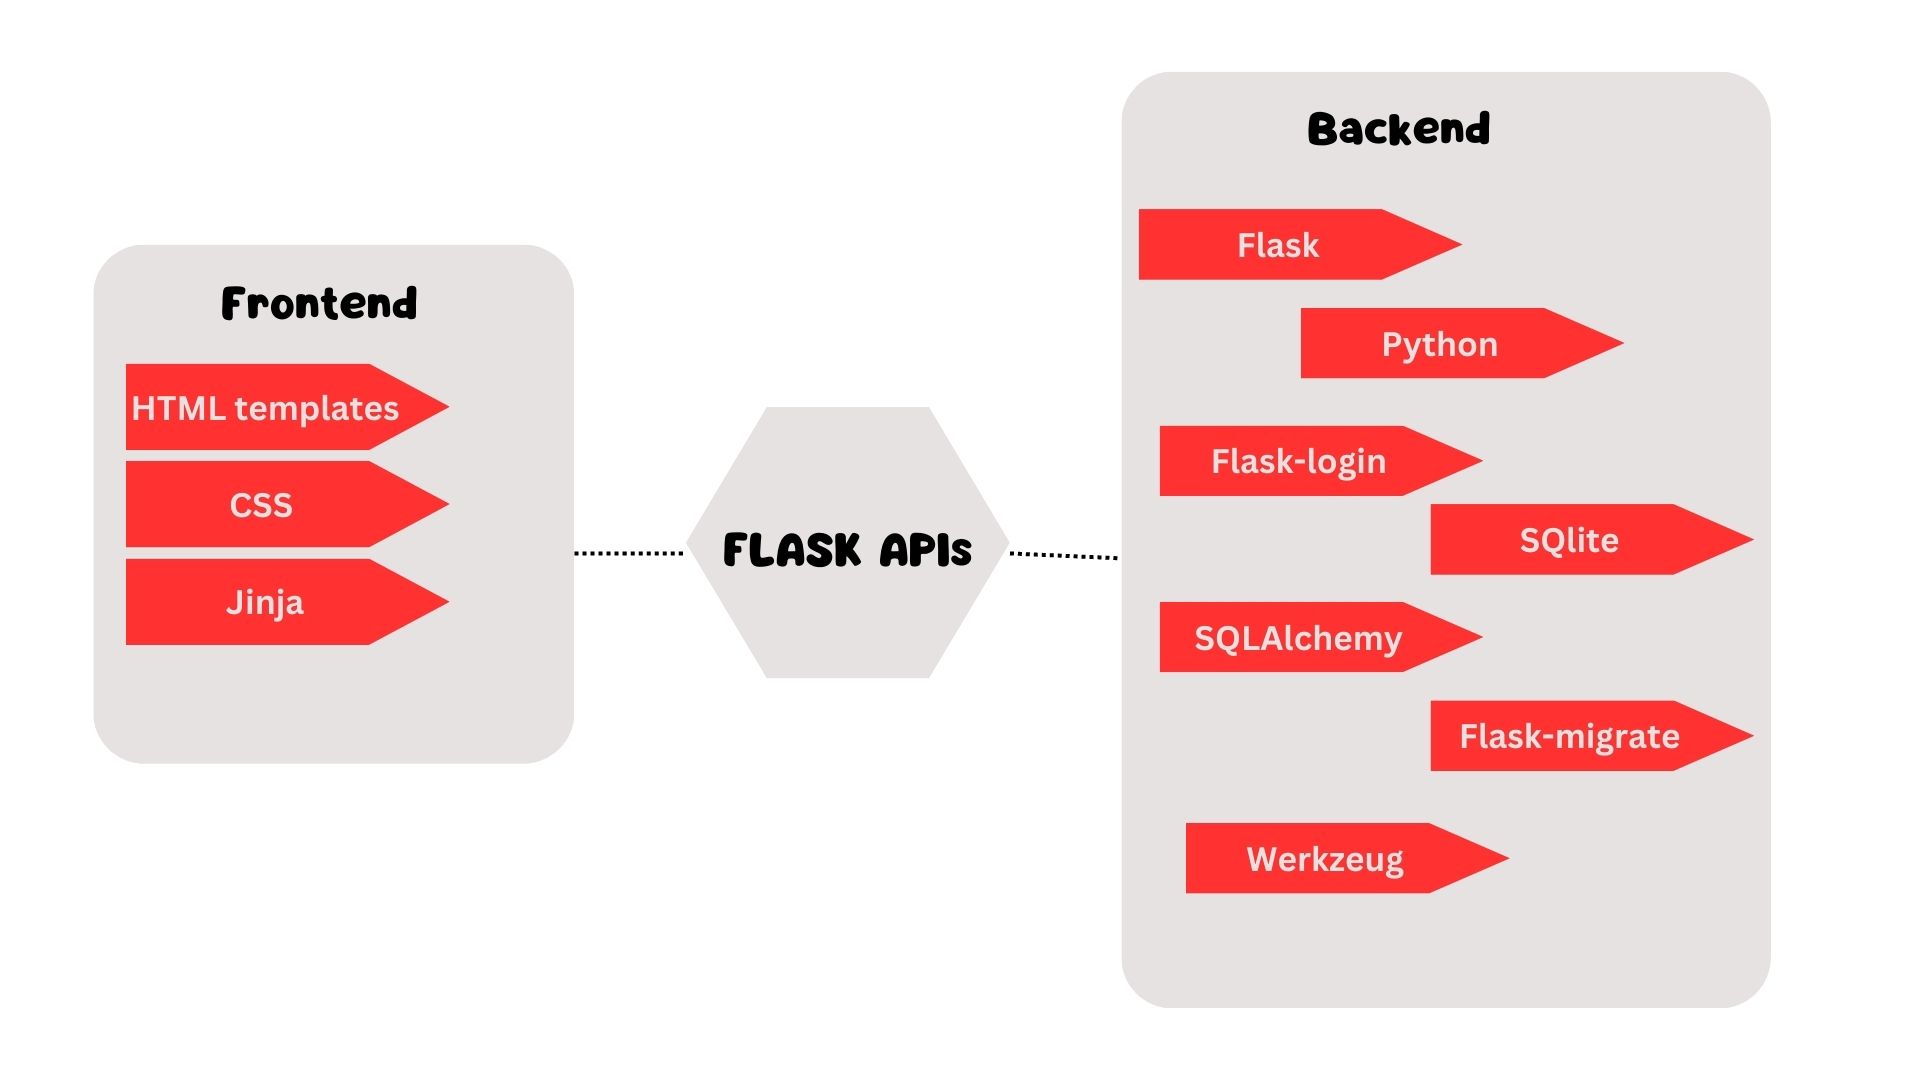 Frontend
HTML templates
CSS
Jinja
FLASK APIs
Backend
Flask
Python
Flask-login
SQlite
SQLAlchemy
Flask-migrate
Werkzeug